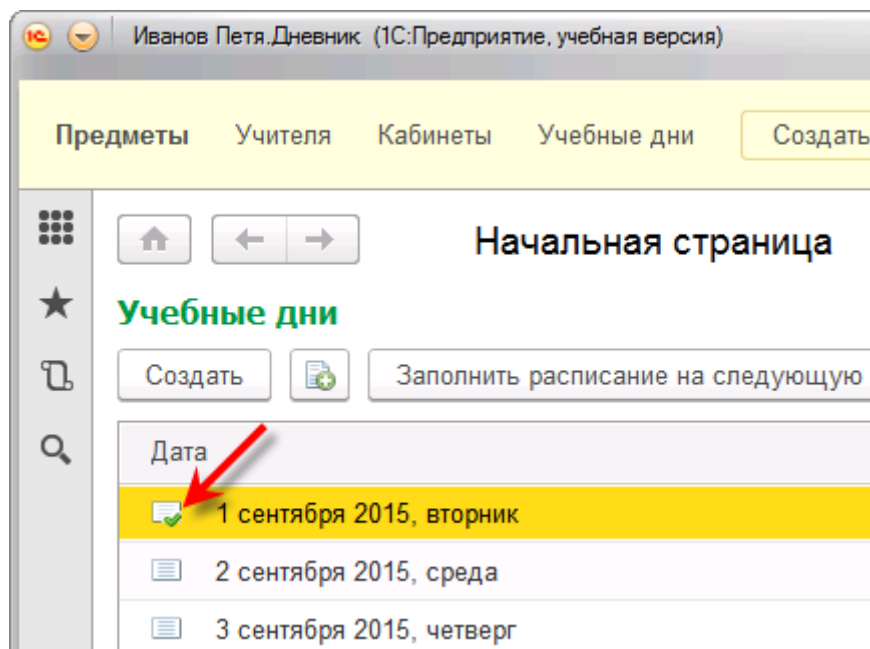 1С Иванов Петя.Дневник (1С:Предприятие, учебная версия)
Предметы Учителя Кабинеты Учебные дни Создать
Начальная страница
Учебные дни
Создать Заполнить расписание на следующую
Дата
1 сентября 2015, вторник
2 сентября 2015, среда
3 сентября 2015, четверг